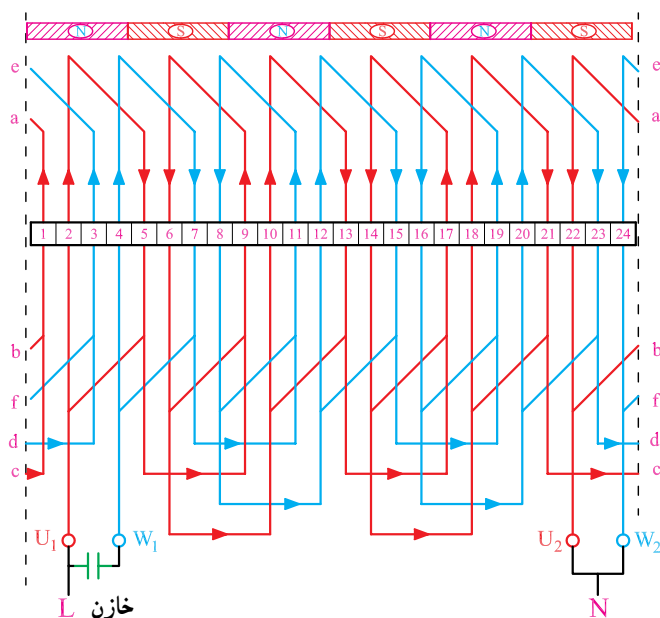 N S N S N S
e e
a a
1 2 3 4 5 6 7 8 9 10 11 12 13 14 15 16 17 18 19 20 21 22 23 24
b b
f f
d d
c c
U1 W1 U2 W2
L خازن N